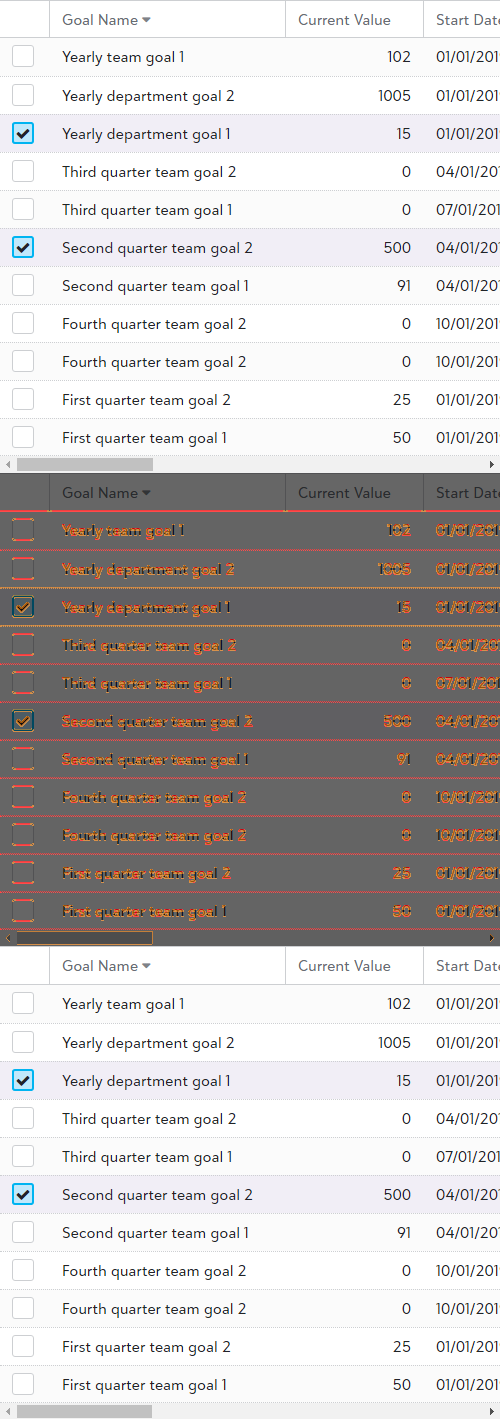 Goal Name Current Value Start Date
Yearly team goal 1 102 01/01/201
Yearly department goal 2 1005 01/01/201
Yearly department goal 1 15 01/01/201
Third quarter team goal 2 0 04/01/201
Third quarter team goal 1 0 07/01/201
Second quarter team goal 2 500 04/01/201
Second quarter team goal 1 91 04/01/201
Fourth quarter team goal 2 0 10/01/201
Fourth quarter team goal 2 0 10/01/201
First quarter team goal 2 25 01/01/201
First quarter team goal 1 50 01/01/201
Goal Name Current Value Start Date
Yearly team goal 1 102 01/01/201
Yearly department goal 2 1005 01/01/201
Yearly department goal 1 15 01/01/201
Third quarter team goal 2 0 04/01/201
Third quarter team goal 1 0 07/01/201
Second quarter team goal 2 500 04/01/201
Second quarter team goal 1 91 04/01/201
Fourth quarter team goal 2 0 10/01/201
Fourth quarter team goal 2 0 10/01/201
First quarter team goal 2 25 01/01/201
First quarter team goal 1 50 01/01/201
Goal Name Current Value Start Date
Yearly team goal 1 102 01/01/201
Yearly department goal 2 1005 01/01/201
Yearly department goal 1 15 01/01/201
Third quarter team goal 2 0 04/01/201
Third quarter team goal 1 0 07/01/201
Second quarter team goal 2 500 04/01/201
Second quarter team goal 1 91 04/01/201
Fourth quarter team goal 2 0 10/01/201
Fourth quarter team goal 2 0 10/01/201
First quarter team goal 2 25 01/01/201
First quarter team goal 1 50 01/01/201